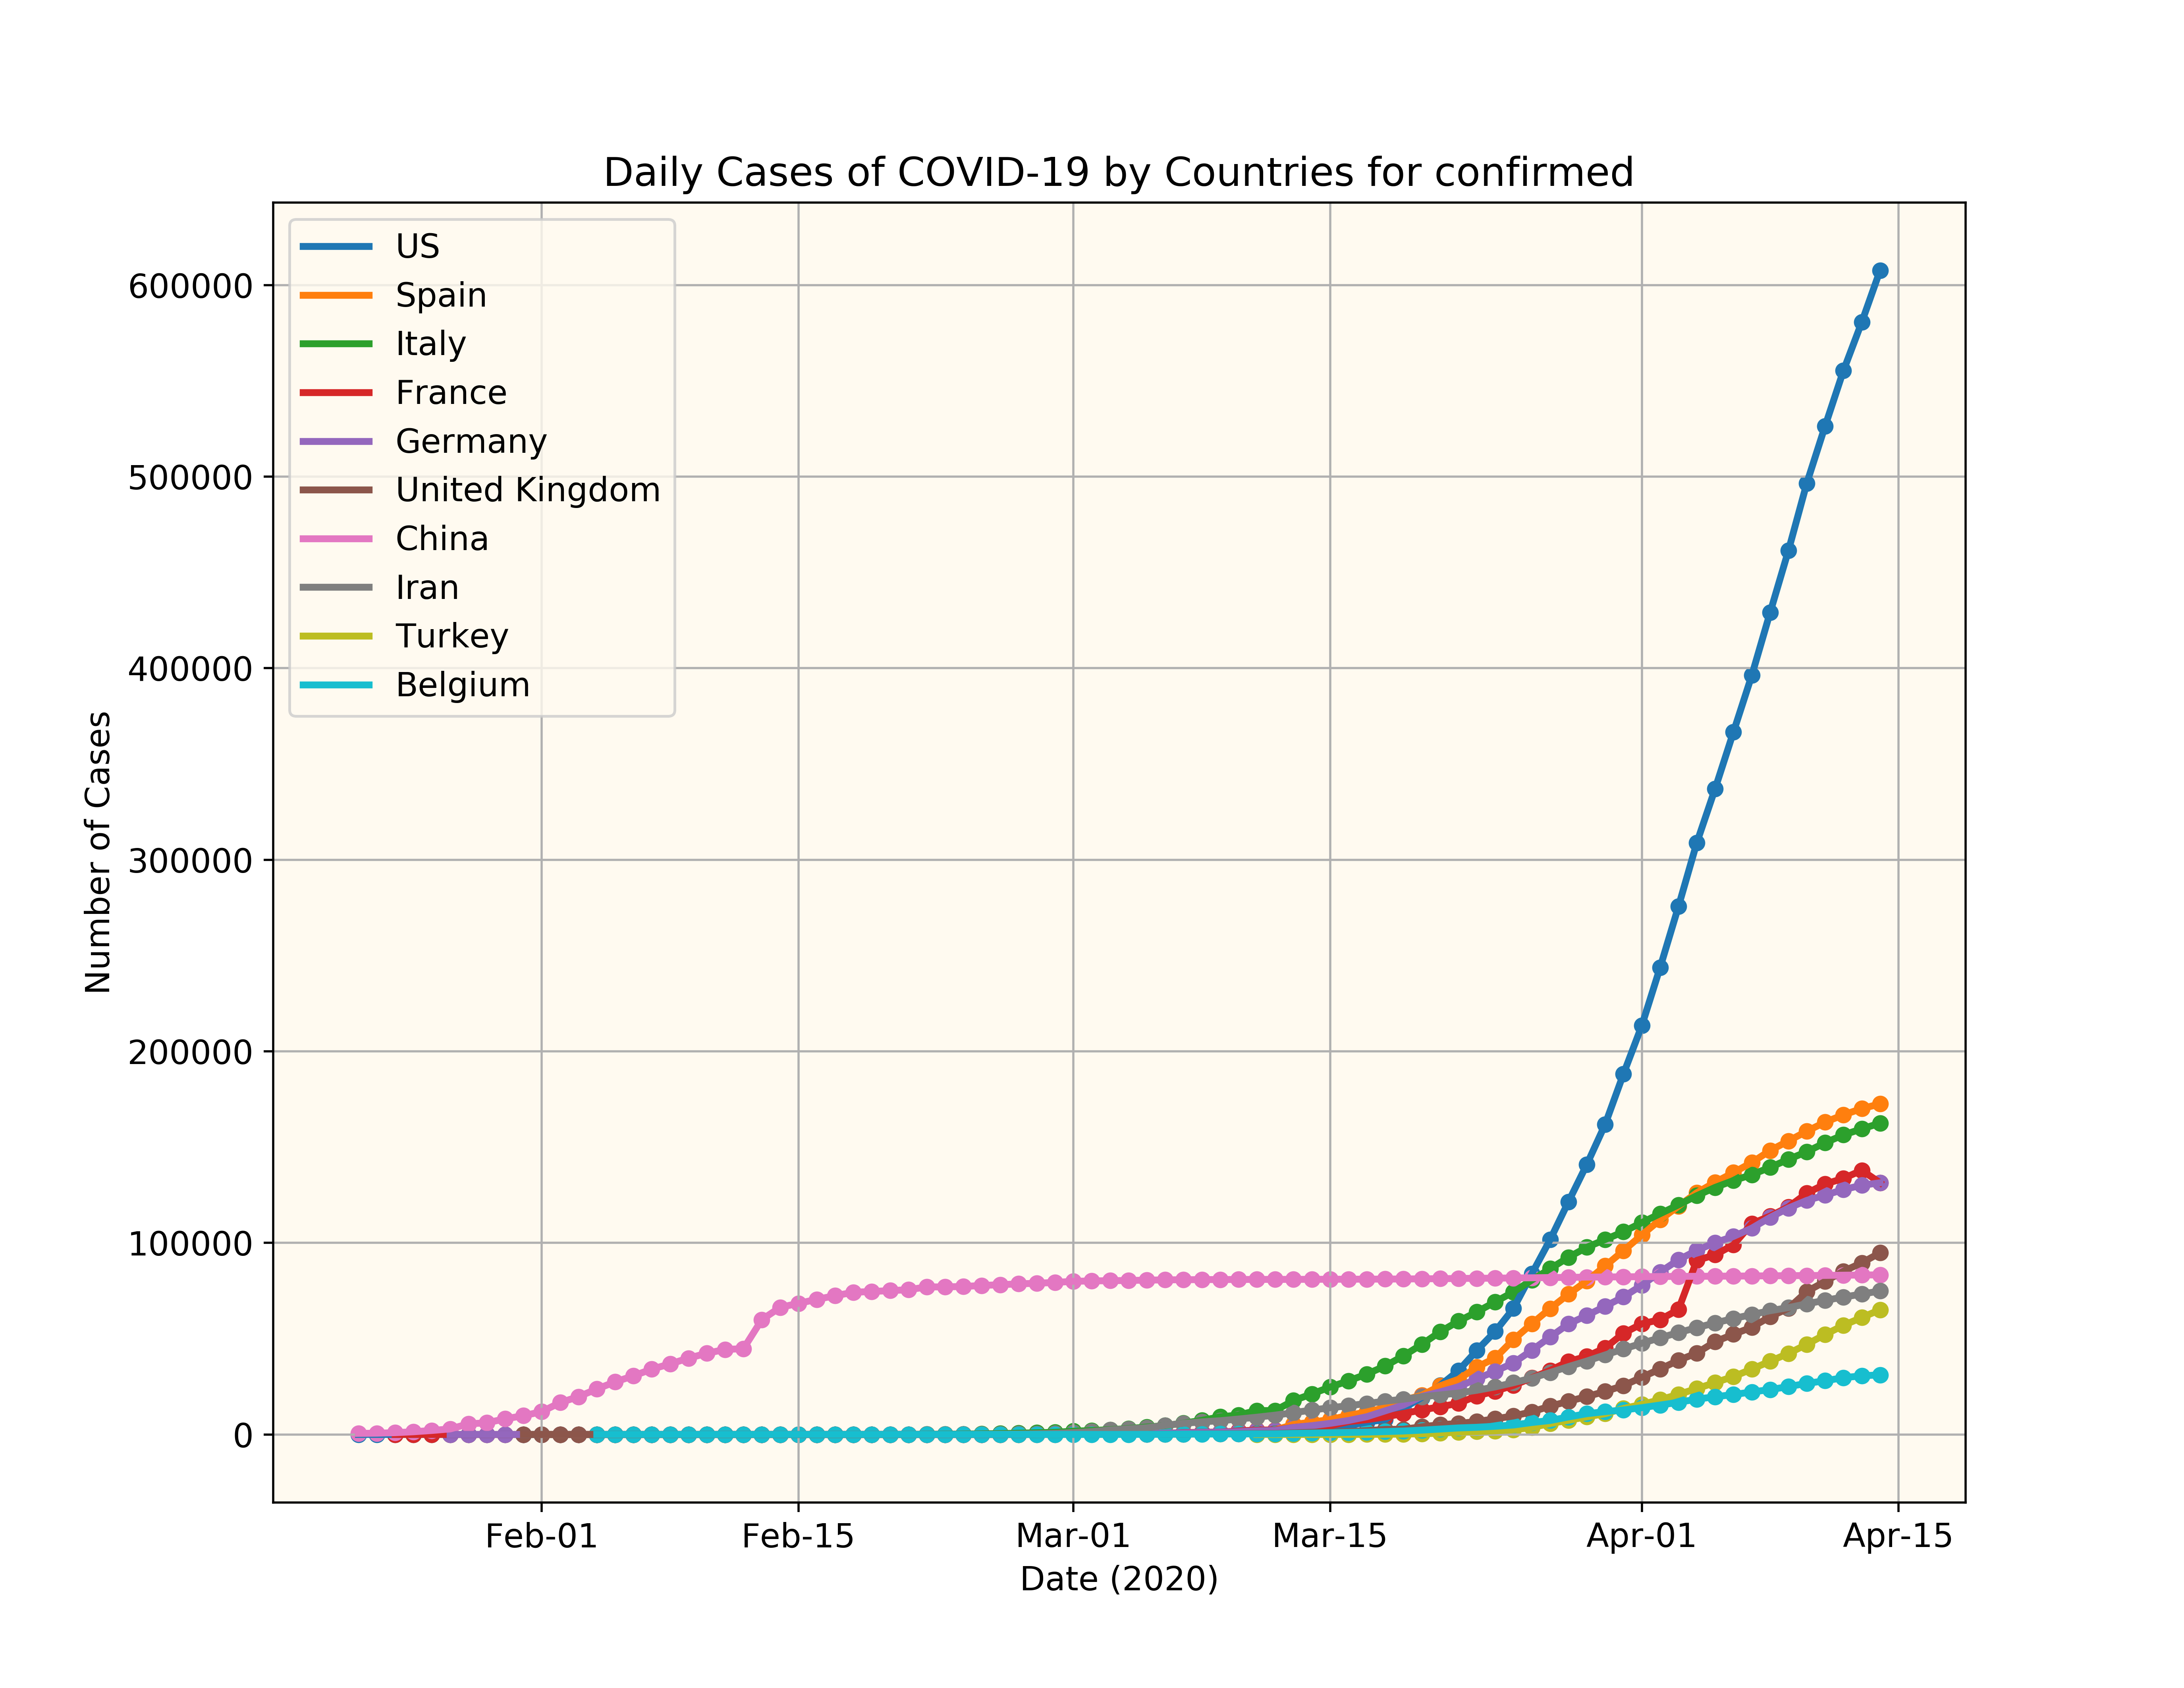 Daily Cases of COVID-19 by Countries for confirmed
US
Spain
Italy
France
Germany
United Kingdom
China
Iran
Turkey
Belgium
600000
500000
400000
300000
200000
100000
0
Number of Cases
Feb-01 Feb-15 Mar-01 Mar-15 Apr-01 Apr-15
Date (2020)